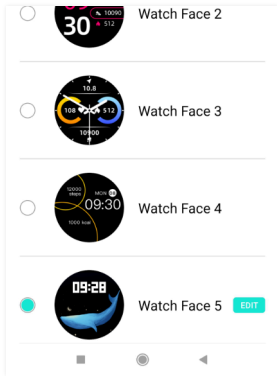 10090
30
512
Watch Face 2
10.8
108
512
10900
Watch Face 3
12000
steps
MON
09:30
1000 kcal
Watch Face 4
09:28
Watch Face 5
EDIT